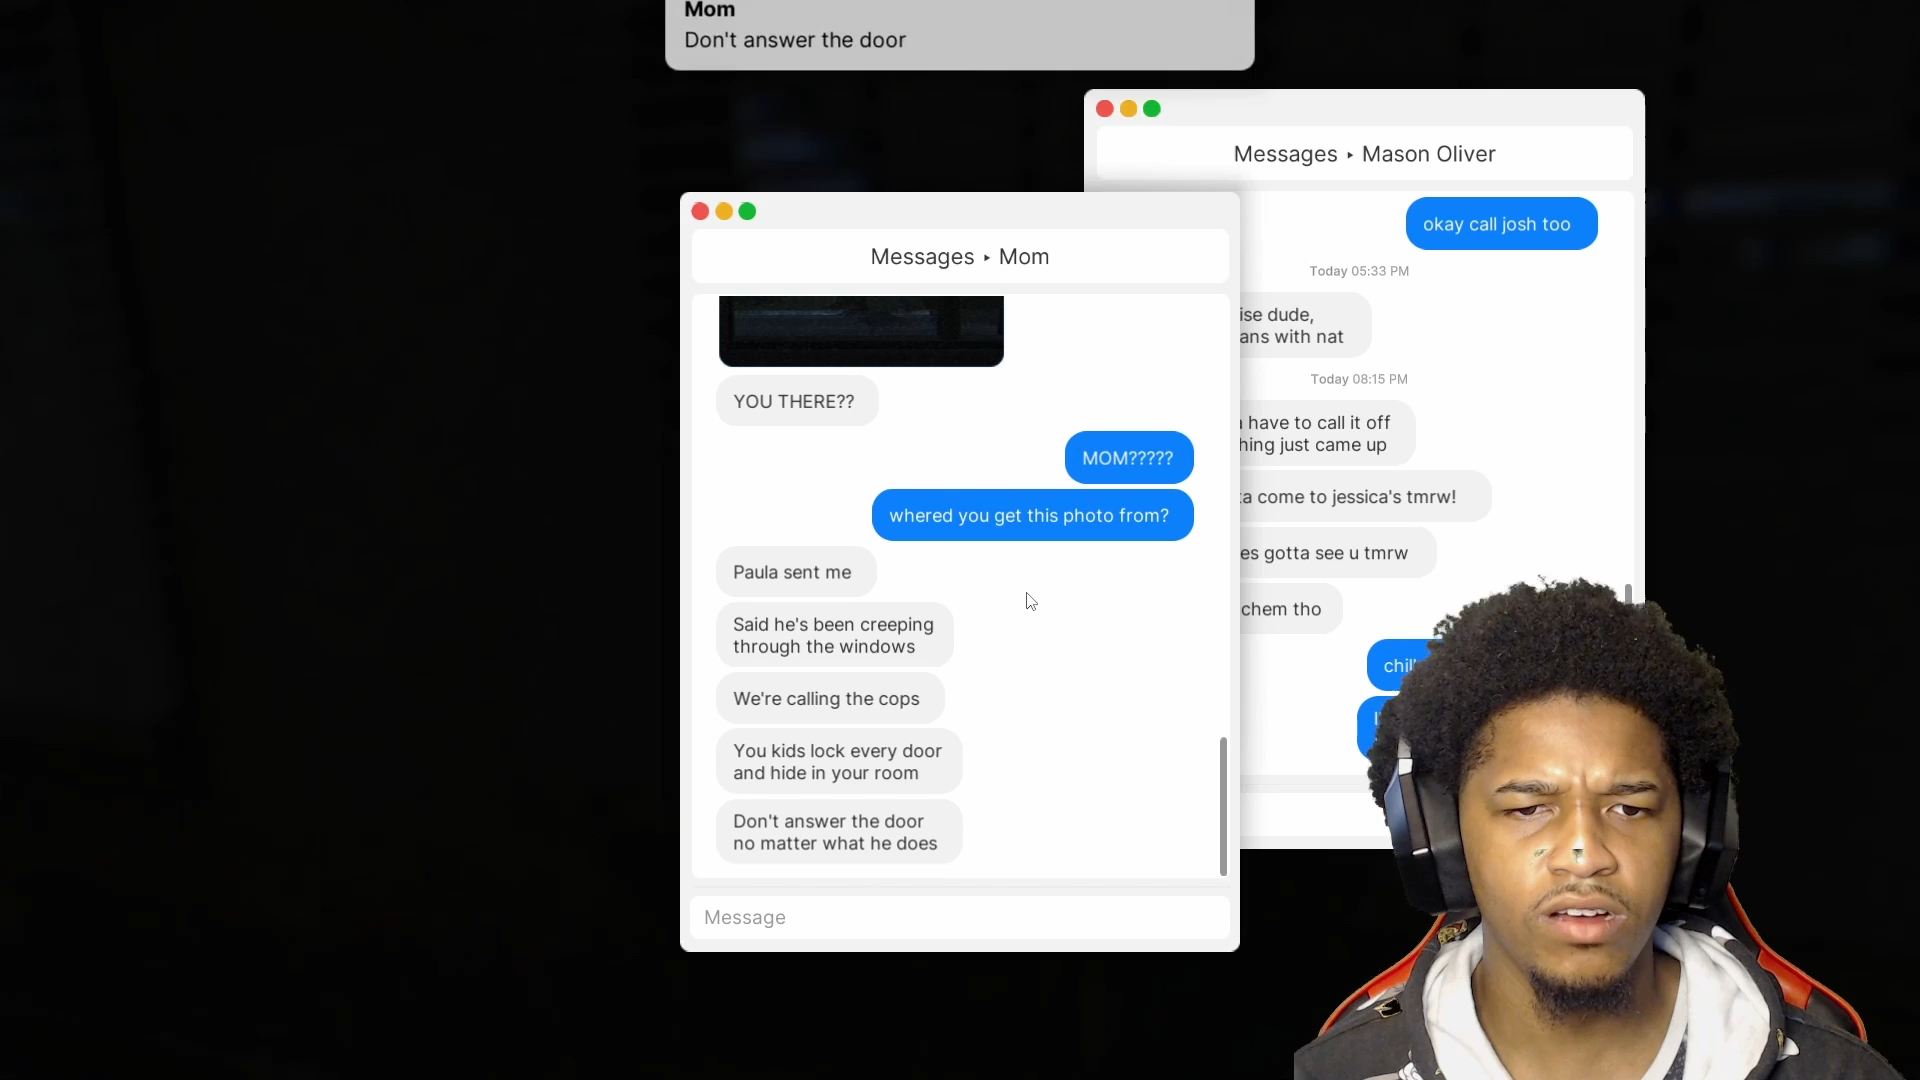 Mom
Don't answer the door
Messages ▸ Mason Oliver
okay call josh too
Today 05:33 PM
dude,
with nat
Today 08:15 PM
have to call it off
just came up
come to jessica's tmrw!
gotta see u tmrw
chem tho
Messages ▸ Mom
YOU THERE??
MOM?????
whered you get this photo from?
Paula sent me
Said he's been creeping
through the windows
We're calling the cops
You kids lock every door
and hide in your room
Don't answer the door
no matter what he does
Message